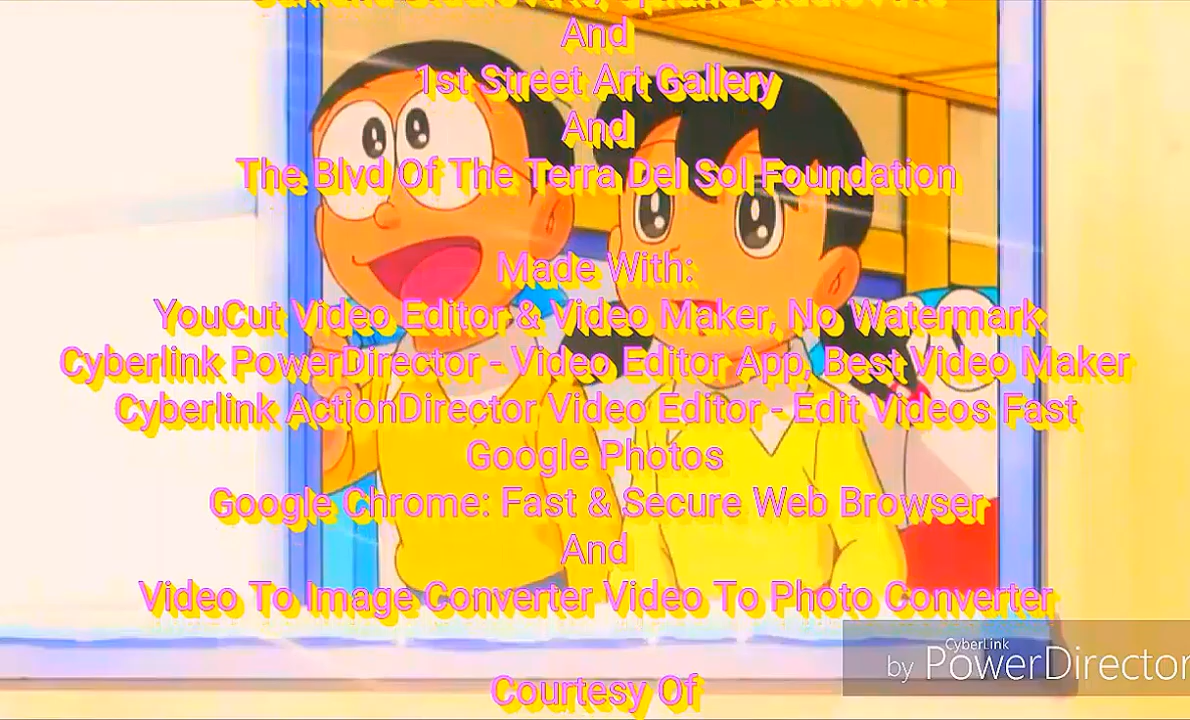 And
1st Street Art Gallery
And
The Blvd Of The Terra Del Sol Foundation
Made With:
YouCut Video Editor & Video Maker, No Watermark
Cyberlink PowerDirector - Video Editor App, Best Video Maker
Cyberlink ActionDirector Video Editor - Edit Videos Fast
Google Photos
Google Chrome: Fast & Secure Web Browser
And
Video To Image Converter Video To Photo Converter
CyberLink
by PowerDirector
Courtesy Of